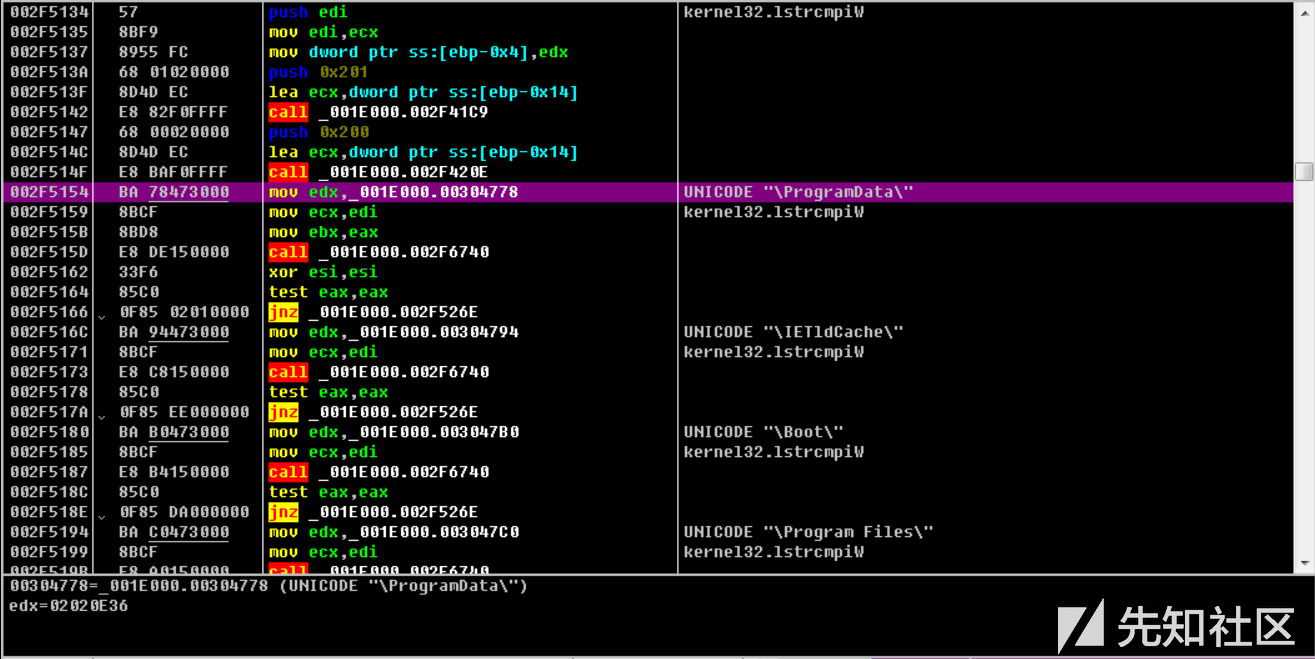 002F5134 57 push edi kernel32.lstrcmpiW
002F5135 8BF9 mov edi,ecx
002F5137 8955 FC mov dword ptr ss:[ebp-0x4],edx
002F513A 68 01020000 push 0x201
002F513F 8D4D EC lea ecx,dword ptr ss:[ebp-0x14]
002F5142 E8 82F0FFFF call _001E000.002F41C9
002F5147 68 00020000 push 0x200
002F514C 8D4D EC lea ecx,dword ptr ss:[ebp-0x14]
002F514F E8 BAF0FFFF call _001E000.002F420E
002F5154 BA 78473000 mov edx,_001E000.00304778 UNICODE "\ProgramData\"
002F5159 8BCF mov ecx,edi kernel32.lstrcmpiW
002F515B 8BD8 mov ebx,eax
002F515D E8 DE150000 call _001E000.002F6740
002F5162 33F6 xor esi,esi
002F5164 85C0 test eax,eax
002F5166 0F85 02010000 jnz _001E000.002F526E
002F516C BA 94473000 mov edx,_001E000.00304794 UNICODE "\IETldCache\"
002F5171 8BCF mov ecx,edi kernel32.lstrcmpiW
002F5173 E8 C8150000 call _001E000.002F6740
002F5178 85C0 test eax,eax
002F517A 0F85 EE000000 jnz _001E000.002F526E
002F5180 BA B0473000 mov edx,_001E000.003047B0 UNICODE "\Boot\"
002F5185 8BCF mov ecx,edi kernel32.lstrcmpiW
002F5187 E8 B4150000 call _001E000.002F6740
002F518C 85C0 test eax,eax
002F518E 0F85 DA000000 jnz _001E000.002F526E
002F5194 BA C0473000 mov edx,_001E000.003047C0 UNICODE "\Program Files\"
002F5199 8BCF mov ecx,edi kernel32.lstrcmpiW
002F519B E8 A0150000 call _001E000.002F6740
00304778=_001E000.00304778 (UNICODE "\ProgramData\")
edx=02020E36
先知社区